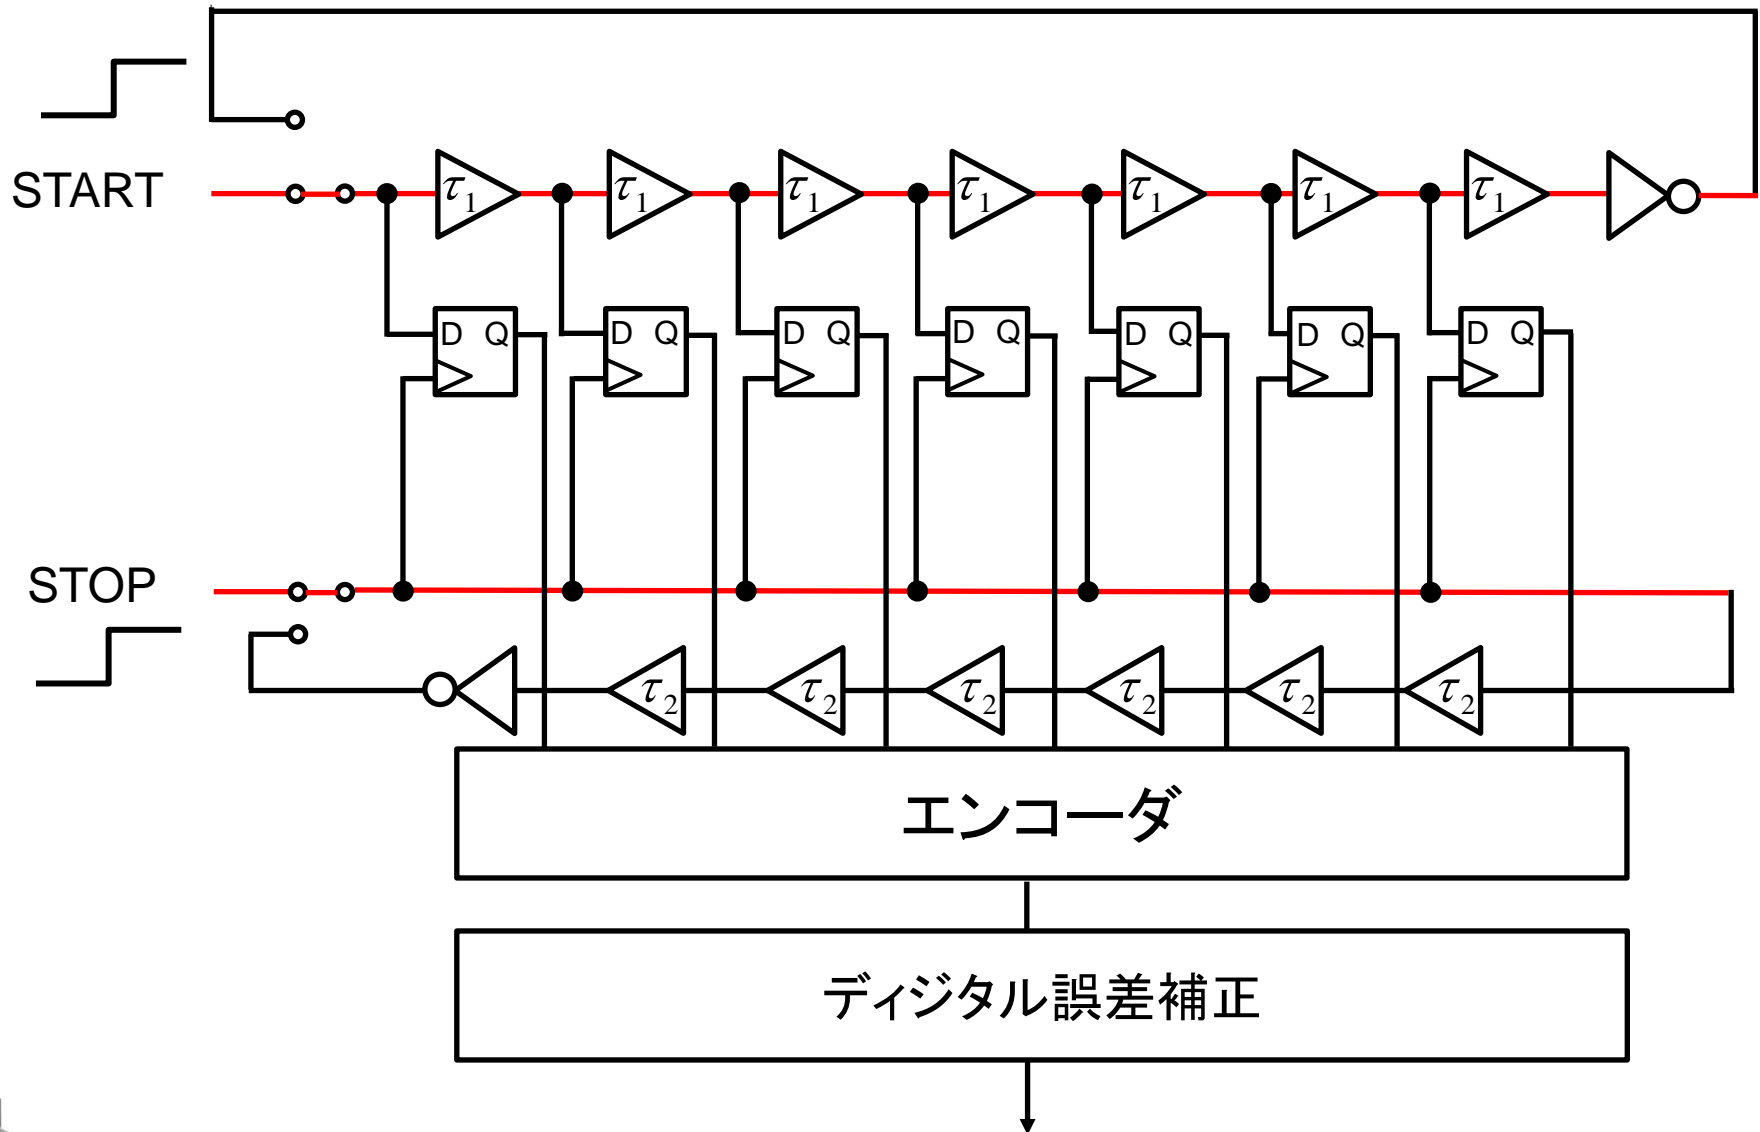 START
τ1 τ1 τ1 τ1 τ1 τ1 τ1
D Q D Q D Q D Q D Q D Q D Q
STOP
τ2 τ2 τ2 τ2 τ2 τ2
エンコーダ
ディジタル誤差補正